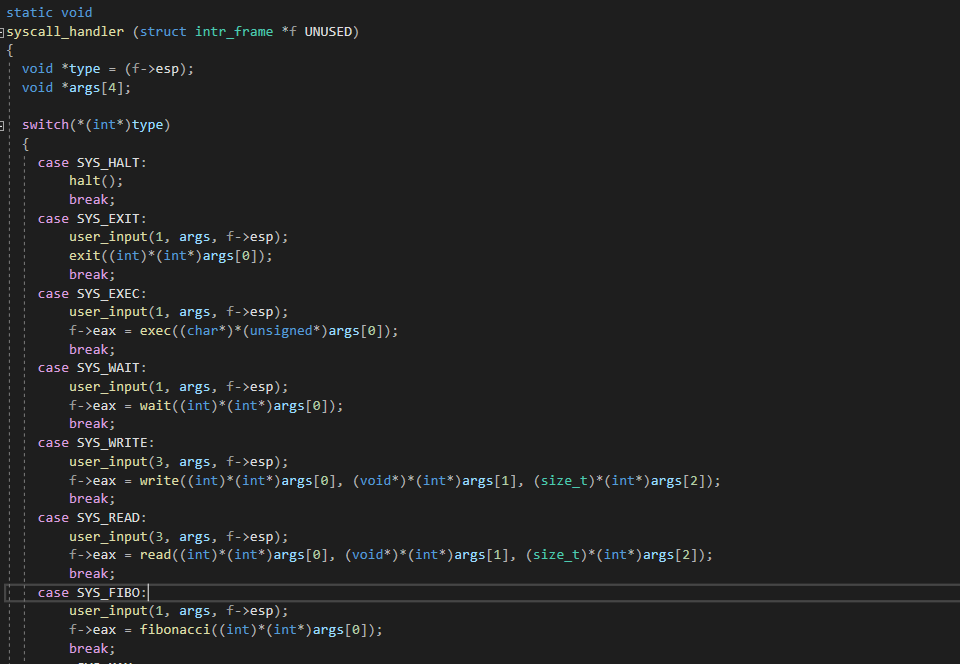 static void
syscall_handler (struct intr_frame *f UNUSED)
{
  void *type = (f->esp);
  void *args[4];

  switch(*(int*)type)
  {
    case SYS_HALT:
        halt();
        break;
    case SYS_EXIT:
        user_input(1, args, f->esp);
        exit((int)*(int*)args[0]);
        break;
    case SYS_EXEC:
        user_input(1, args, f->esp);
        f->eax = exec((char*)*(unsigned*)args[0]);
        break;
    case SYS_WAIT:
        user_input(1, args, f->esp);
        f->eax = wait((int)*(int*)args[0]);
        break;
    case SYS_WRITE:
        user_input(3, args, f->esp);
        f->eax = write((int)*(int*)args[0], (void*)*(int*)args[1], (size_t)*(int*)args[2]);
        break;
    case SYS_READ:
        user_input(3, args, f->esp);
        f->eax = read((int)*(int*)args[0], (void*)*(int*)args[1], (size_t)*(int*)args[2]);
        break;
    case SYS_FIBO:
        user_input(1, args, f->esp);
        f->eax = fibonacci((int)*(int*)args[0]);
        break;